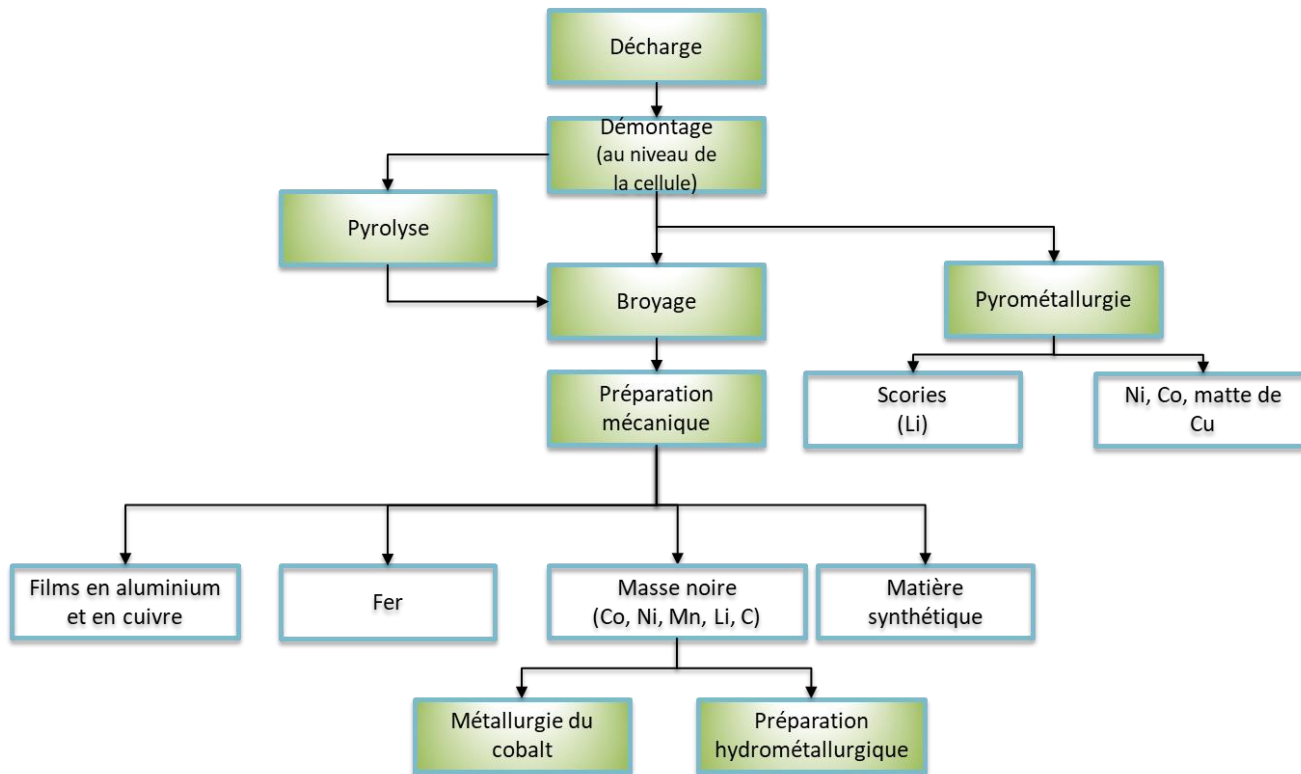 Décharge
Démontage
(au niveau de
la cellule)
Pyrolyse
Broyage
Pyrométallurgie
Préparation
mécanique
Scories
(Li)
Ni, Co, matte de
Cu
Films en aluminium
et en cuivre
Fer
Masse noire
(Co, Ni, Mn, Li, C)
Matière
synthétique
Métallurgie du
cobalt
Préparation
hydrométallurgique